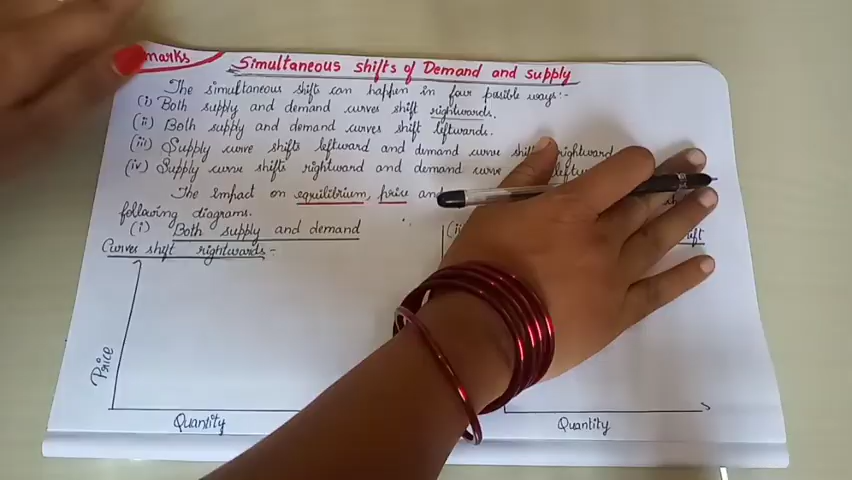 marks
Simultaneous shifts of Demand and supply
The simultaneous shift can happen in four posible ways:-
(i) Both supply and demand curves shift rightwards.
(ii) Both supply and demand curves shift leftwards.
(iii) Supply curve shifts leftward and demand curve rightward
(iv) Supply curve shifts rightward and demand curve
The impact on equilibrium, price and
following diagrams.
(i) Both supply and demand
Curves shift rightwards -
Price
Quantity
Quantity